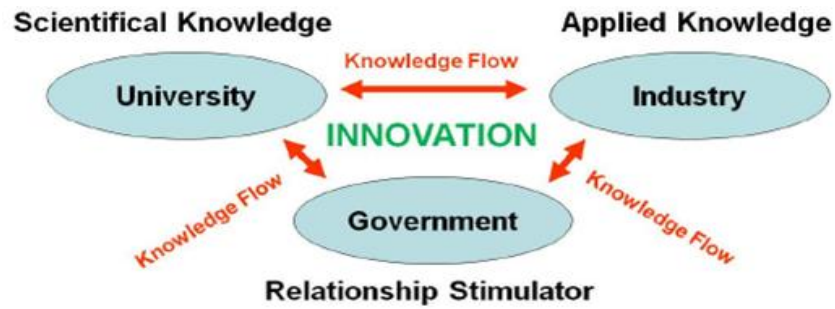 Scientifical Knowledge
Applied Knowledge
Knowledge Flow
University
Industry
INNOVATION
Knowledge Flow
Knowledge Flow
Government
Relationship Stimulator